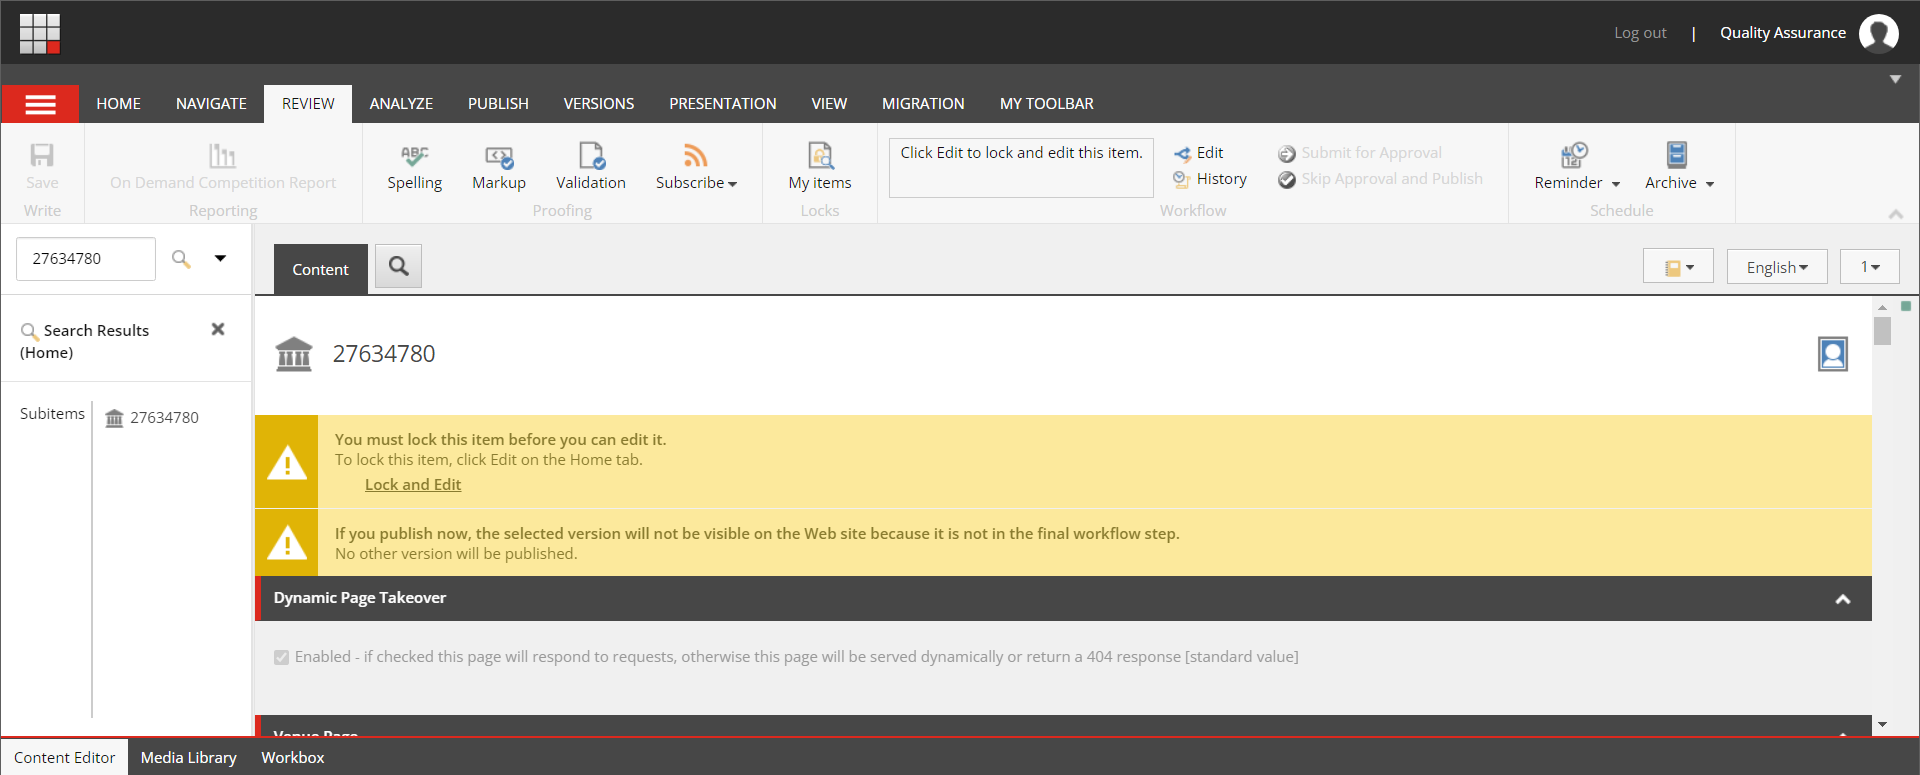 Log out | Quality Assurance
HOME NAVIGATE REVIEW ANALYZE PUBLISH VERSIONS PRESENTATION VIEW MIGRATION MY TOOLBAR
Save
Write
On Demand Competition Report
Reporting
ABC
Spelling
Markup
Validation
Subscribe
Proofing
My items
Locks
Click Edit to lock and edit this item.
Edit
History
Submit for Approval
Skip Approval and Publish
Workflow
12
Reminder
Archive
Schedule
27634780
Content
English
1
Search Results
(Home)
Subitems
27634780
27634780
You must lock this item before you can edit it.
To lock this item, click Edit on the Home tab.
Lock and Edit
If you publish now, the selected version will not be visible on the Web site because it is not in the final workflow step.
No other version will be published.
Dynamic Page Takeover
Enabled - if checked this page will respond to requests, otherwise this page will be served dynamically or return a 404 response [standard value]
Venue Page
Content Editor Media Library Workbox